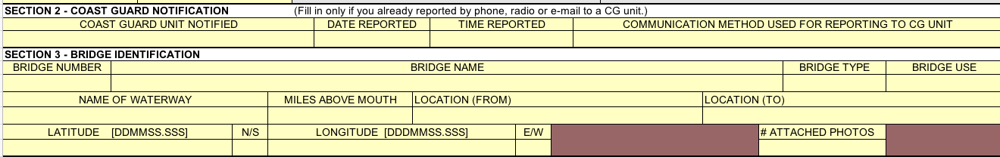 SECTION 2 - COAST GUARD NOTIFICATION (Fill in only if you already reported by phone, radio or e-mail to a CG unit.)
COAST GUARD UNIT NOTIFIED DATE REPORTED TIME REPORTED COMMUNICATION METHOD USED FOR REPORTING TO CG UNIT
SECTION 3 - BRIDGE IDENTIFICATION
BRIDGE NUMBER BRIDGE NAME BRIDGE TYPE BRIDGE USE
NAME OF WATERWAY MILES ABOVE MOUTH LOCATION (FROM) LOCATION (TO)
LATITUDE [DDMMSS.SSS] N/S LONGITUDE [DDDMMSS.SSS] E/W # ATTACHED PHOTOS